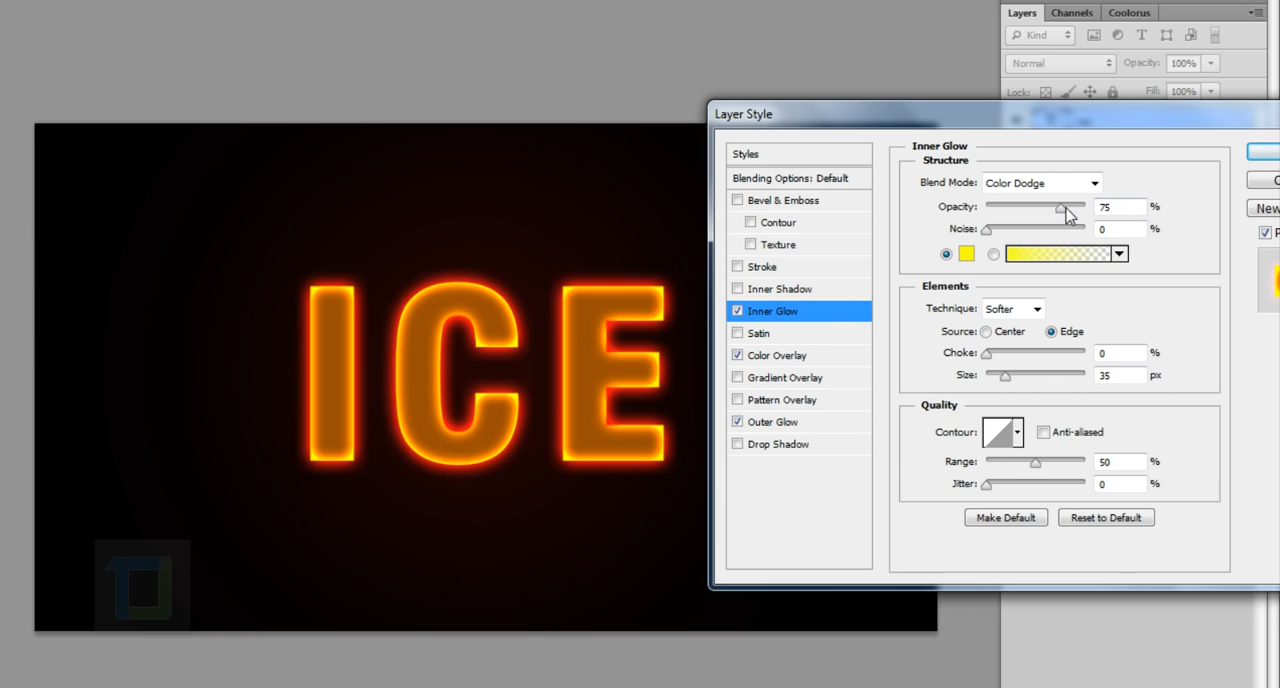 Layers Channels Coolorus
Kind
Normal Opacity: 100%
Lock: Fill: 100%
Layer Style
Styles
Blending Options: Default
Bevel & Emboss
Contour
Texture
Stroke
Inner Shadow
Inner Glow
Satin
Color Overlay
Gradient Overlay
Pattern Overlay
Outer Glow
Drop Shadow
Inner Glow
Structure
Blend Mode: Color Dodge
Opacity: 75 %
Noise: 0 %
Elements
Technique: Softer
Source: Center Edge
Choke: 0 %
Size: 35 px
Quality
Contour: Anti-aliased
Range: 50 %
Jitter: 0 %
Make Default Reset to Default
New
ICE